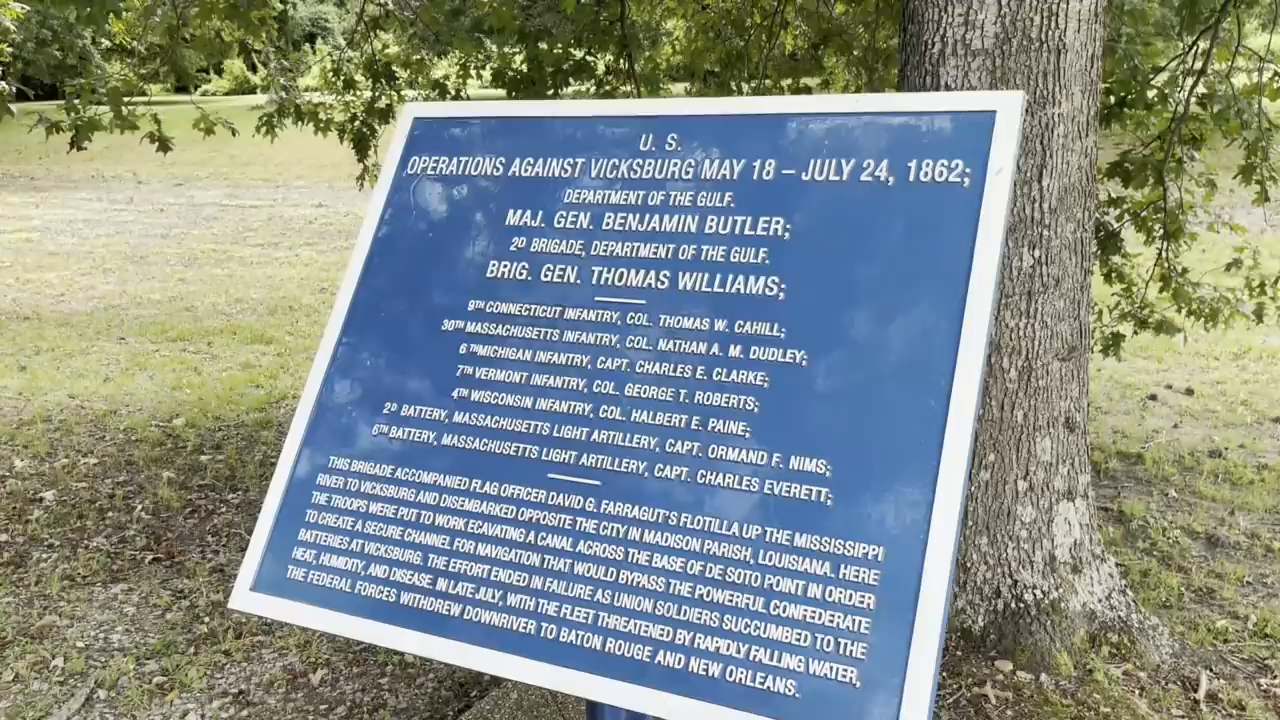 U. S.
OPERATIONS AGAINST VICKSBURG MAY 18 – JULY 24, 1862;
DEPARTMENT OF THE GULF.
MAJ. GEN. BENJAMIN BUTLER;
2D BRIGADE, DEPARTMENT OF THE GULF.
BRIG. GEN. THOMAS WILLIAMS;
9TH CONNECTICUT INFANTRY, COL. THOMAS W. CAHILL;
30TH MASSACHUSETTS INFANTRY, COL. NATHAN A. M. DUDLEY;
6TH MICHIGAN INFANTRY, CAPT. CHARLES E. CLARKE;
7TH VERMONT INFANTRY, COL. GEORGE T. ROBERTS;
4TH WISCONSIN INFANTRY, COL. HALBERT E. PAINE;
2D BATTERY, MASSACHUSETTS LIGHT ARTILLERY, CAPT. ORMAND F. NIMS;
6TH BATTERY, MASSACHUSETTS LIGHT ARTILLERY, CAPT. CHARLES EVERETT;
THIS BRIGADE ACCOMPANIED FLAG OFFICER DAVID G. FARRAGUT'S FLOTILLA UP THE MISSISSIPPI
RIVER TO VICKSBURG AND DISEMBARKED OPPOSITE THE CITY IN MADISON PARISH, LOUISIANA. HERE
THE TROOPS WERE PUT TO WORK ECAVATING A CANAL ACROSS THE BASE OF DE SOTO POINT IN ORDER
TO CREATE A SECURE CHANNEL FOR NAVIGATION THAT WOULD BYPASS THE POWERFUL CONFEDERATE
BATTERIES AT VICKSBURG. THE EFFORT ENDED IN FAILURE AS UNION SOLDIERS SUCCUMBED TO THE
HEAT, HUMIDITY, AND DISEASE. IN LATE JULY, WITH THE FLEET THREATENED BY RAPIDLY FALLING WATER,
THE FEDERAL FORCES WITHDREW DOWNRIVER TO BATON ROUGE AND NEW ORLEANS.